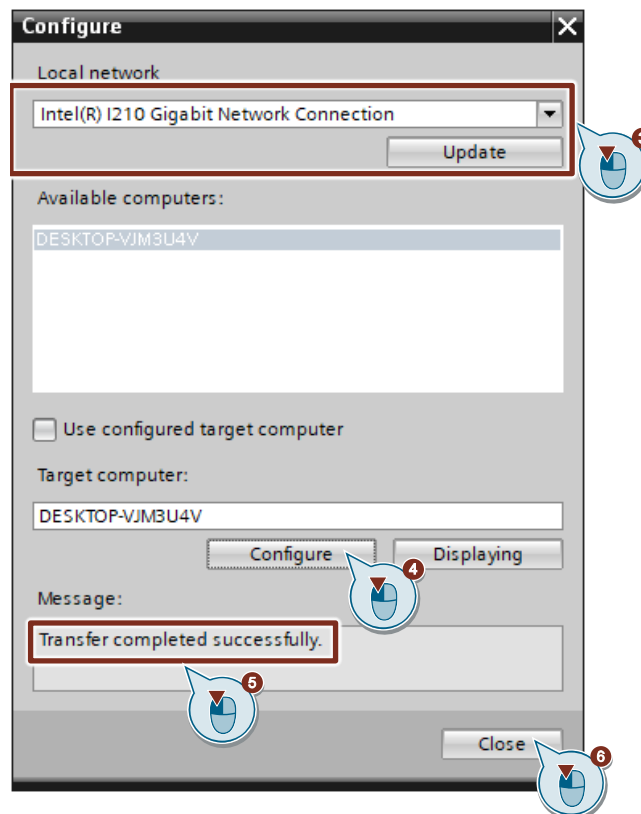 Configure
Local network
Intel(R) I210 Gigabit Network Connection
Update
Available computers:
DESKTOP-VJM3U4V
Use configured target computer
Target computer:
DESKTOP-VJM3U4V
Configure Displaying
4
Message:
Transfer completed successfully.
5
Close
6